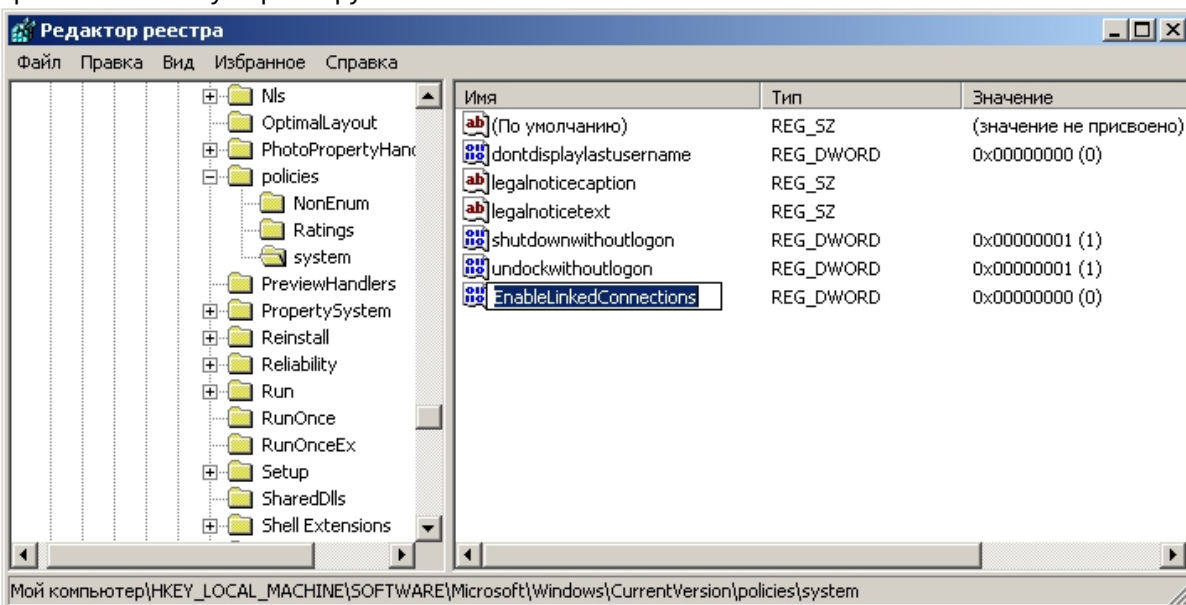 Редактор реестра
Файл Правка Вид Избранное Справка
Nls
OptimalLayout
PhotoPropertyHand
policies
NonEnum
Ratings
system
PreviewHandlers
PropertySystem
Reinstall
Reliability
Run
RunOnce
RunOnceEx
Setup
SharedDlls
Shell Extensions
Имя Тип Значение
(По умолчанию) REG_SZ (значение не присвоено)
dontdisplaylastusername REG_DWORD 0x00000000 (0)
legalnoticecaption REG_SZ
legalnoticetext REG_SZ
shutdownwithoutlogon REG_DWORD 0x00000001 (1)
undockwithoutlogon REG_DWORD 0x00000001 (1)
EnableLinkedConnections REG_DWORD 0x00000000 (0)
Мой компьютер\HKEY_LOCAL_MACHINE\SOFTWARE\Microsoft\Windows\CurrentVersion\policies\system